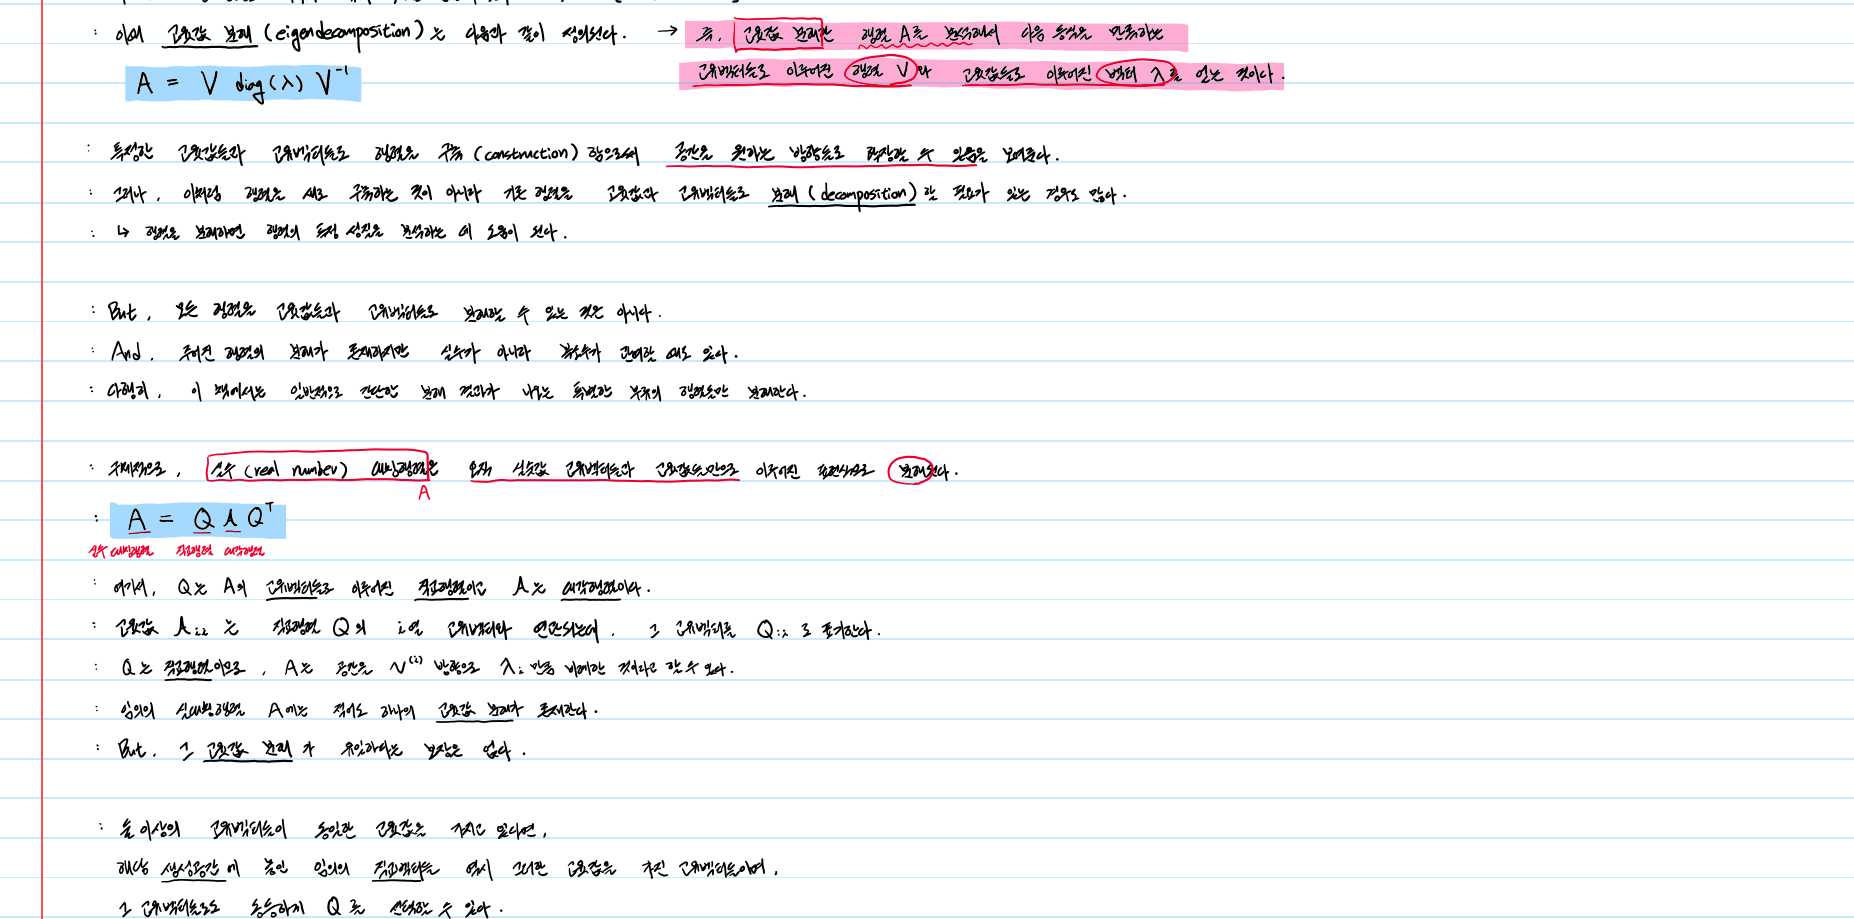 : A의 고윳값 분해 (eigendecomposition)는 다음과 같이 정의된다. → 즉, 고윳값 분해란 행렬 A를 분해해서 다음 등식을 만족하는
A = V diag(λ) V⁻¹ 고유벡터들로 이루어진 행렬 V와 고윳값들로 이루어진 벡터 λ를 얻는 것이다.
: 특정한 고윳값들과 고유벡터들로 행렬을 구축 (construction) 함으로써 공간을 원하는 방향들로 확장할 수 있음을 보여준다.
: 그러나, 이처럼 행렬을 새로 구축하는 것이 아니라 기존 행렬을 고윳값과 고유벡터들로 분해 (decomposition)할 필요가 있는 경우도 많다.
: ↳ 행렬을 분해하면 행렬의 특정 성질을 분석하는 데 도움이 된다.
: But, 모든 행렬을 고윳값들과 고유벡터들로 분해할 수 있는 것은 아니다.
: And, 주어진 행렬의 분해가 존재하지만 실수가 아니라 복소수가 관여할 때도 있다.
: 다행히, 이 책에서는 일반적으로 간단한 분해 결과가 나오는 특별한 부류의 행렬들만 분해한다.
: 구체적으로, 실수 (real number) 대칭행렬은 오직 실숫값 고유벡터들과 고윳값들만으로 이루어진 표현식으로 분해된다.
A
: A = Q Λ Qᵀ
실수 대칭행렬 직교행렬 대각행렬
: 여기서, Q는 A의 고유벡터들로 이루어진 직교행렬이고 Λ는 대각행렬이다.
: 고윳값 Λᵢᵢ 는 직교행렬 Q의 i열 고유벡터와 연관되는데, 그 고유벡터를 Q:,ᵢ 로 표기한다.
: Q는 직교행렬이므로, A는 공간을 v⁽ⁱ⁾ 방향으로 λᵢ 만큼 비례한 것이라고 할 수 있다.
: 임의의 실대칭행렬 A에는 적어도 하나의 고윳값 분해가 존재한다.
: But, 그 고윳값 분해가 유일하다는 보장은 없다.
: 둘 이상의 고유벡터들이 동일한 고윳값을 가지고 있다면,
해당 생성공간에 놓인 임의의 직교벡터들 역시 그러한 고윳값을 가진 고유벡터들이며,
그 고유벡터들로도 동등하게 Q를 선택할 수 있다.